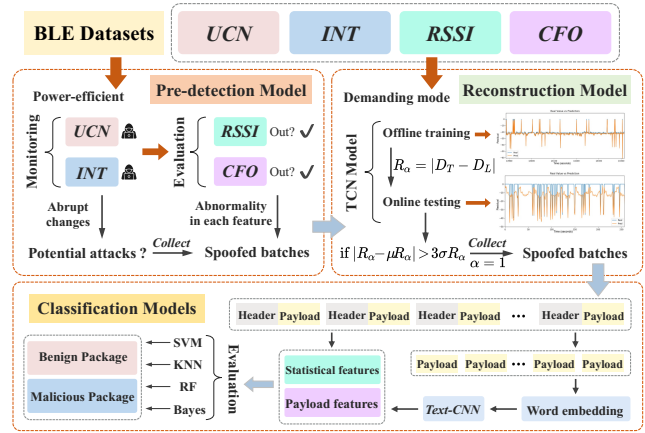 BLE Datasets
UCN
INT
RSSI
CFO
Pre-detection Model
Power-efficient
Monitoring
UCN
INT
Abrupt
changes
Potential attacks ?
Evaluation
RSSI
Out?
CFO
Out?
Abnormality
in each feature
Collect
Spoofed batches
Reconstruction Model
Demanding mode
TCN Model
Offline training
R_α = |D_T − D_L|
Online testing
if |R_α − μR_α| > 3σR_α
Collect
α = 1
Spoofed batches
Classification Models
Header Payload Header Payload Header Payload ••• Header Payload
Payload Payload ••• Payload Payload
Word embedding
Text-CNN
Statistical features
Payload features
Evaluation
SVM
KNN
RF
Bayes
Benign Package
Malicious Package